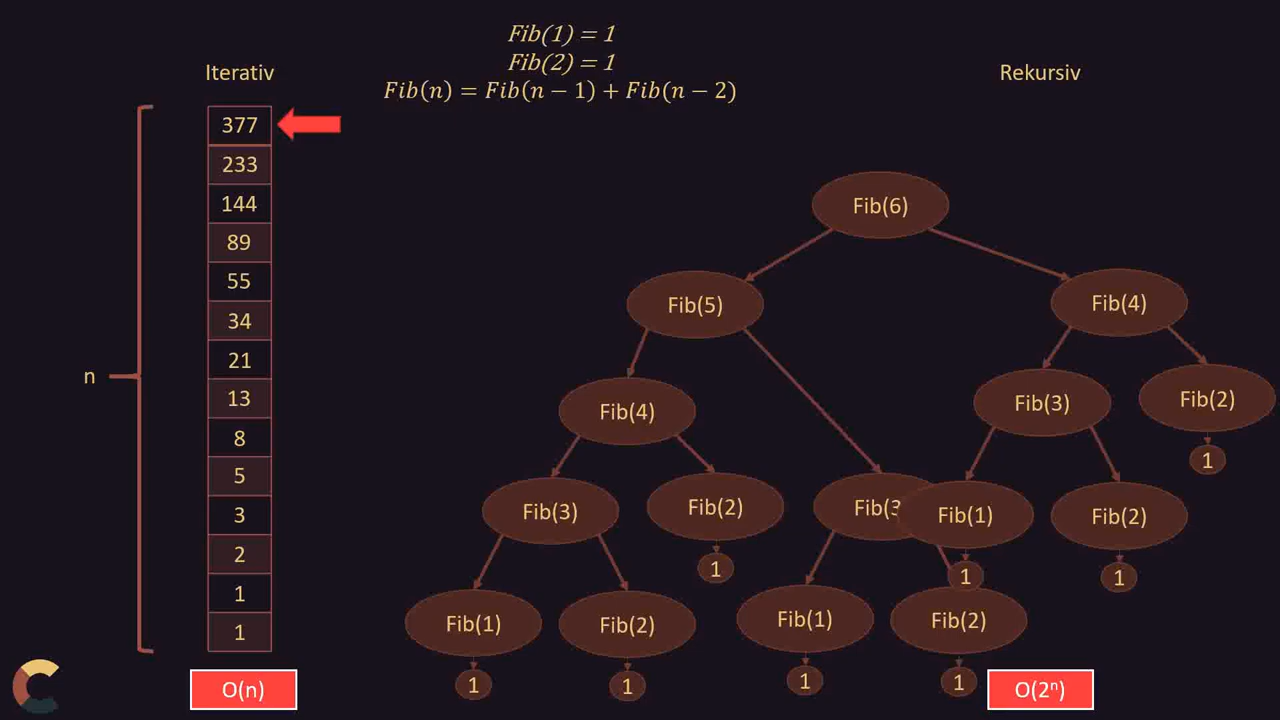 Fib(1) = 1
Fib(2) = 1
Fib(n) = Fib(n − 1) + Fib(n − 2)
Iterativ
377
233
144
89
55
34
21
13
8
5
3
2
1
1
n
O(n)
Rekursiv
Fib(6)
Fib(5)
Fib(4)
Fib(4)
Fib(3)
Fib(2)
1
Fib(3)
Fib(2)
Fib(3
Fib(1)
Fib(2)
1
1
1
Fib(1)
Fib(2)
Fib(1)
Fib(2)
1
1
1
1
O(2ⁿ)